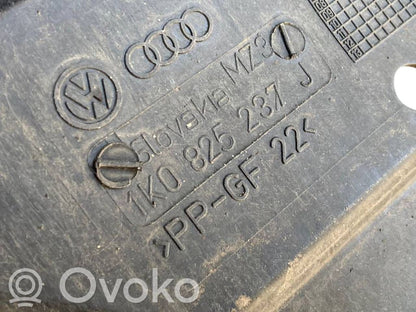 Slovakia MZ3
1K0 825 237 J
>PP-GF 22<
Ovoko